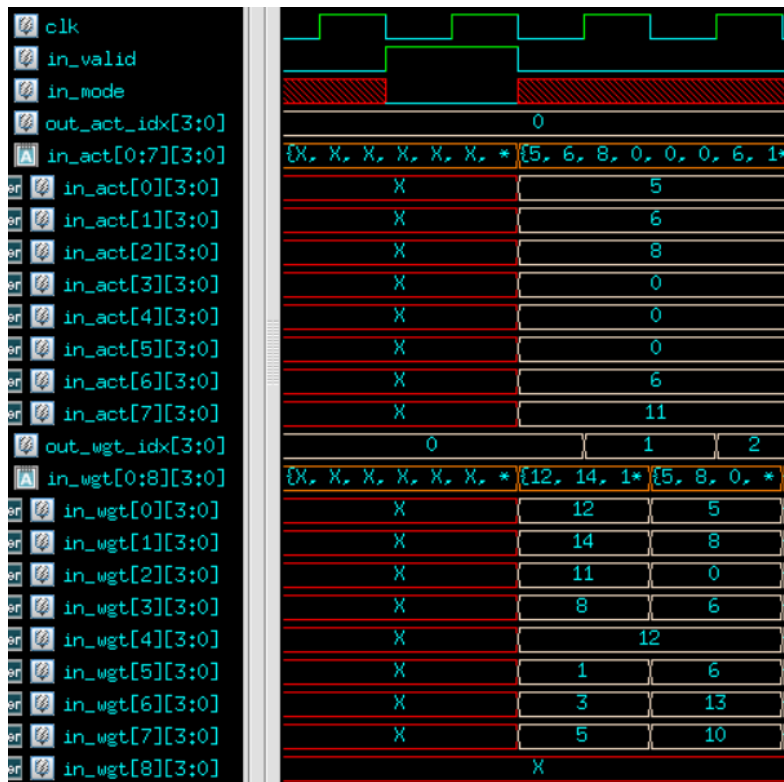 clk
in_valid
in_mode
out_act_idx[3:0] 0
in_act[0:7][3:0] {X, X, X, X, X, X, * {5, 6, 8, 0, 0, 0, 6, 1*
in_act[0][3:0] X 5
in_act[1][3:0] X 6
in_act[2][3:0] X 8
in_act[3][3:0] X 0
in_act[4][3:0] X 0
in_act[5][3:0] X 0
in_act[6][3:0] X 6
in_act[7][3:0] X 11
out_wgt_idx[3:0] 0 1 2
in_wgt[0:8][3:0] {X, X, X, X, X, X, * {12, 14, 1* {5, 8, 0, *
in_wgt[0][3:0] X 12 5
in_wgt[1][3:0] X 14 8
in_wgt[2][3:0] X 11 0
in_wgt[3][3:0] X 8 6
in_wgt[4][3:0] X 12
in_wgt[5][3:0] X 1 6
in_wgt[6][3:0] X 3 13
in_wgt[7][3:0] X 5 10
in_wgt[8][3:0] X